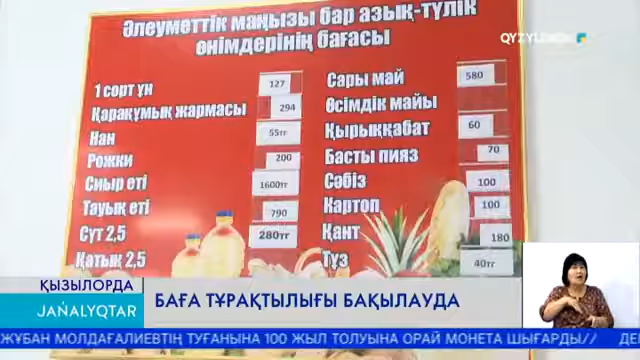 Әлеуметтік маңызы бар азық-түлік
өнімдерінің бағасы
QYZYLORDA
1 сорт ұн 127
Қарақұмық жармасы 294
Нан 55тг
Рожки 200
Сиыр еті 1600тг
Тауық еті 790
Сүт 2,5 280тг
Қатық 2,5
Сары май 580
Өсімдік майы
Қырыққабат 60
Басты пияз 70
Сәбіз 100
Картоп 100
Қант 180
Тұз 40тг
ҚЫЗЫЛОРДА
JAŃALYQTAR
БАҒА ТҰРАҚТЫЛЫҒЫ БАҚЫЛАУДА
ЖҰБАН МОЛДАҒАЛИЕВТІҢ ТУҒАНЫНА 100 ЖЫЛ ТОЛУЫНА ОРАЙ МОНЕТА ШЫҒАРДЫ// ДЕ